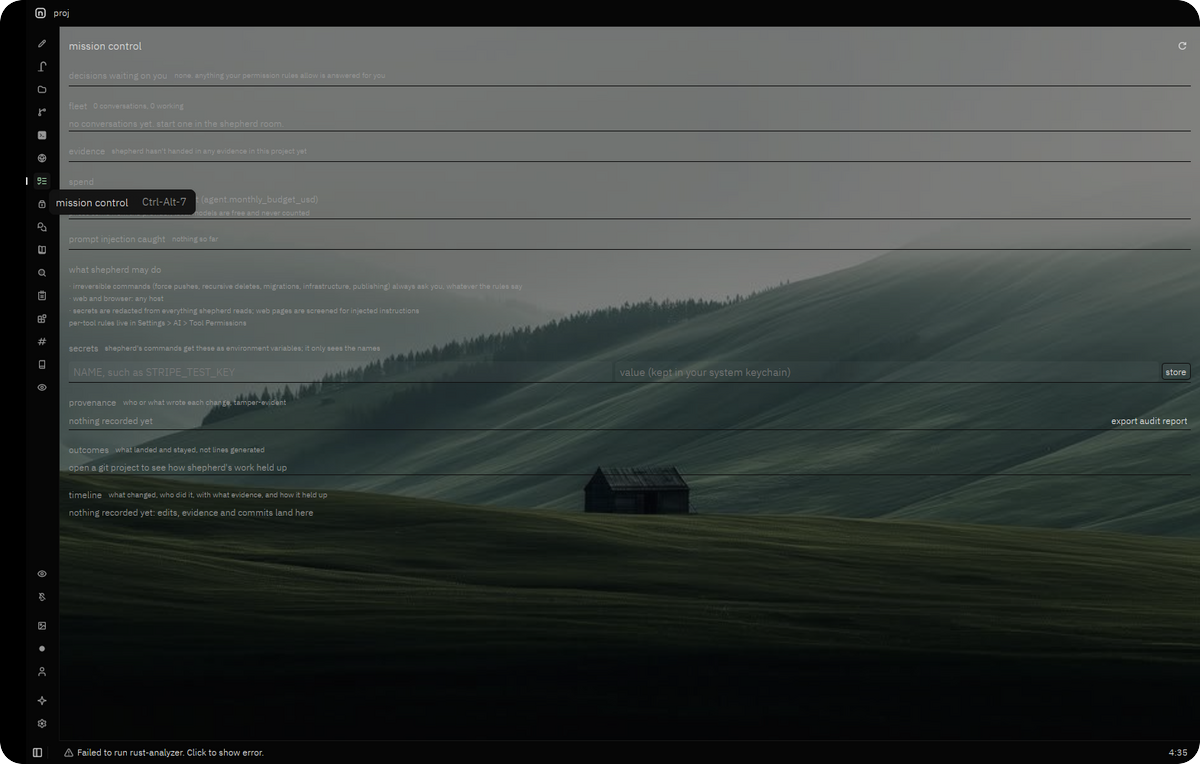 proj
mission control
decisions waiting on you none. anything your permission rules allow is answered for you
fleet 0 conversations, 0 working
no conversations yet. start one in the shepherd room.
evidence shepherd hasn't handed in any evidence in this project yet
spend
mission control Ctrl-Alt-7
(agent.monthly_budget_usd)
models are free and never counted
prompt injection caught nothing so far
what shepherd may do
· irreversible commands (force pushes, recursive deletes, migrations, infrastructure, publishing) always ask you, whatever the rules say
· web and browser: any host
· secrets are redacted from everything shepherd reads; web pages are screened for injected instructions
per-tool rules live in Settings > AI > Tool Permissions
secrets shepherd's commands get these as environment variables; it only sees the names
NAME, such as STRIPE_TEST_KEY value (kept in your system keychain) store
provenance who or what wrote each change, tamper-evident
nothing recorded yet export audit report
outcomes what landed and stayed, not lines generated
open a git project to see how shepherd's work held up
timeline what changed, who did it, with what evidence, and how it held up
nothing recorded yet: edits, evidence and commits land here
Failed to run rust-analyzer. Click to show error. 4:35